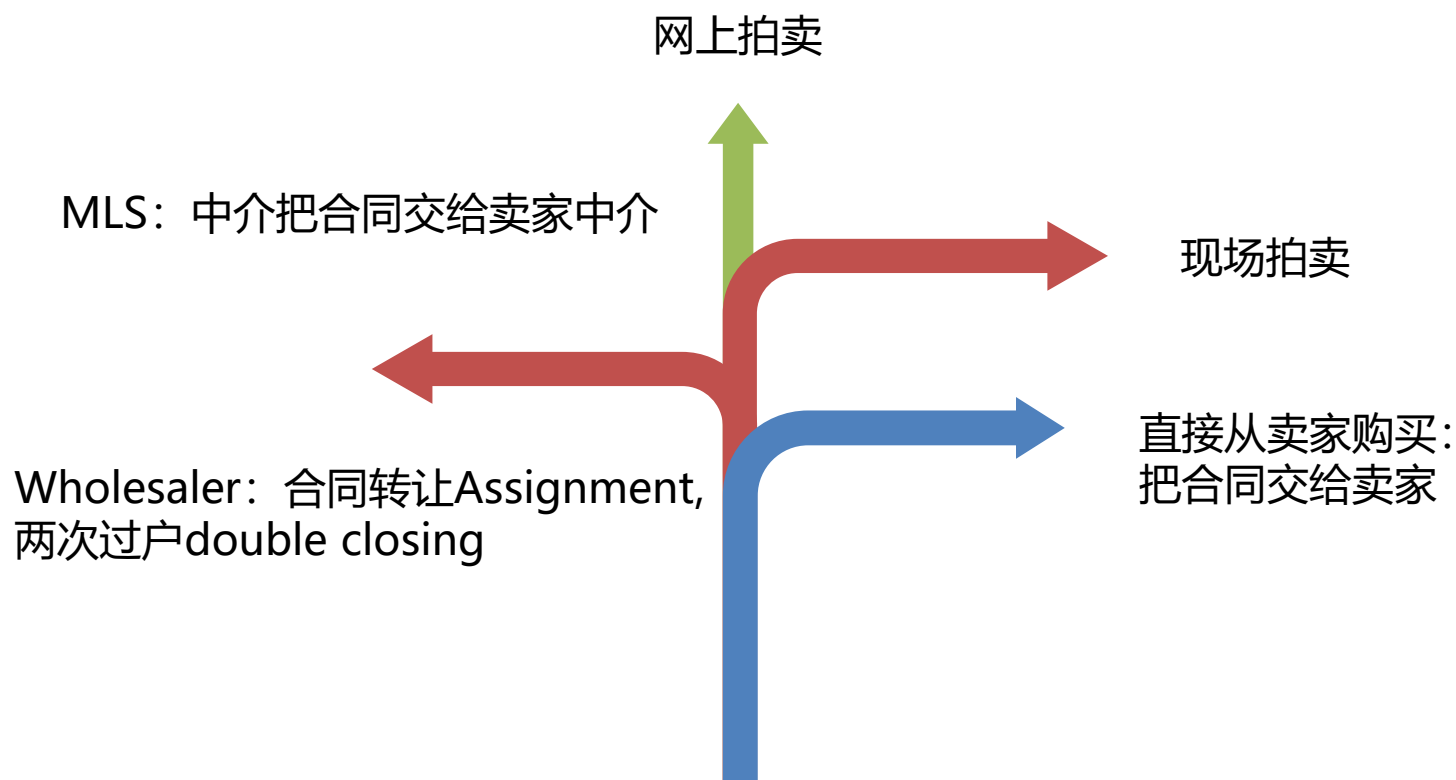 网上拍卖
MLS：中介把合同交给卖家中介
现场拍卖
直接从卖家购买：
把合同交给卖家
Wholesaler：合同转让Assignment,
两次过户double closing